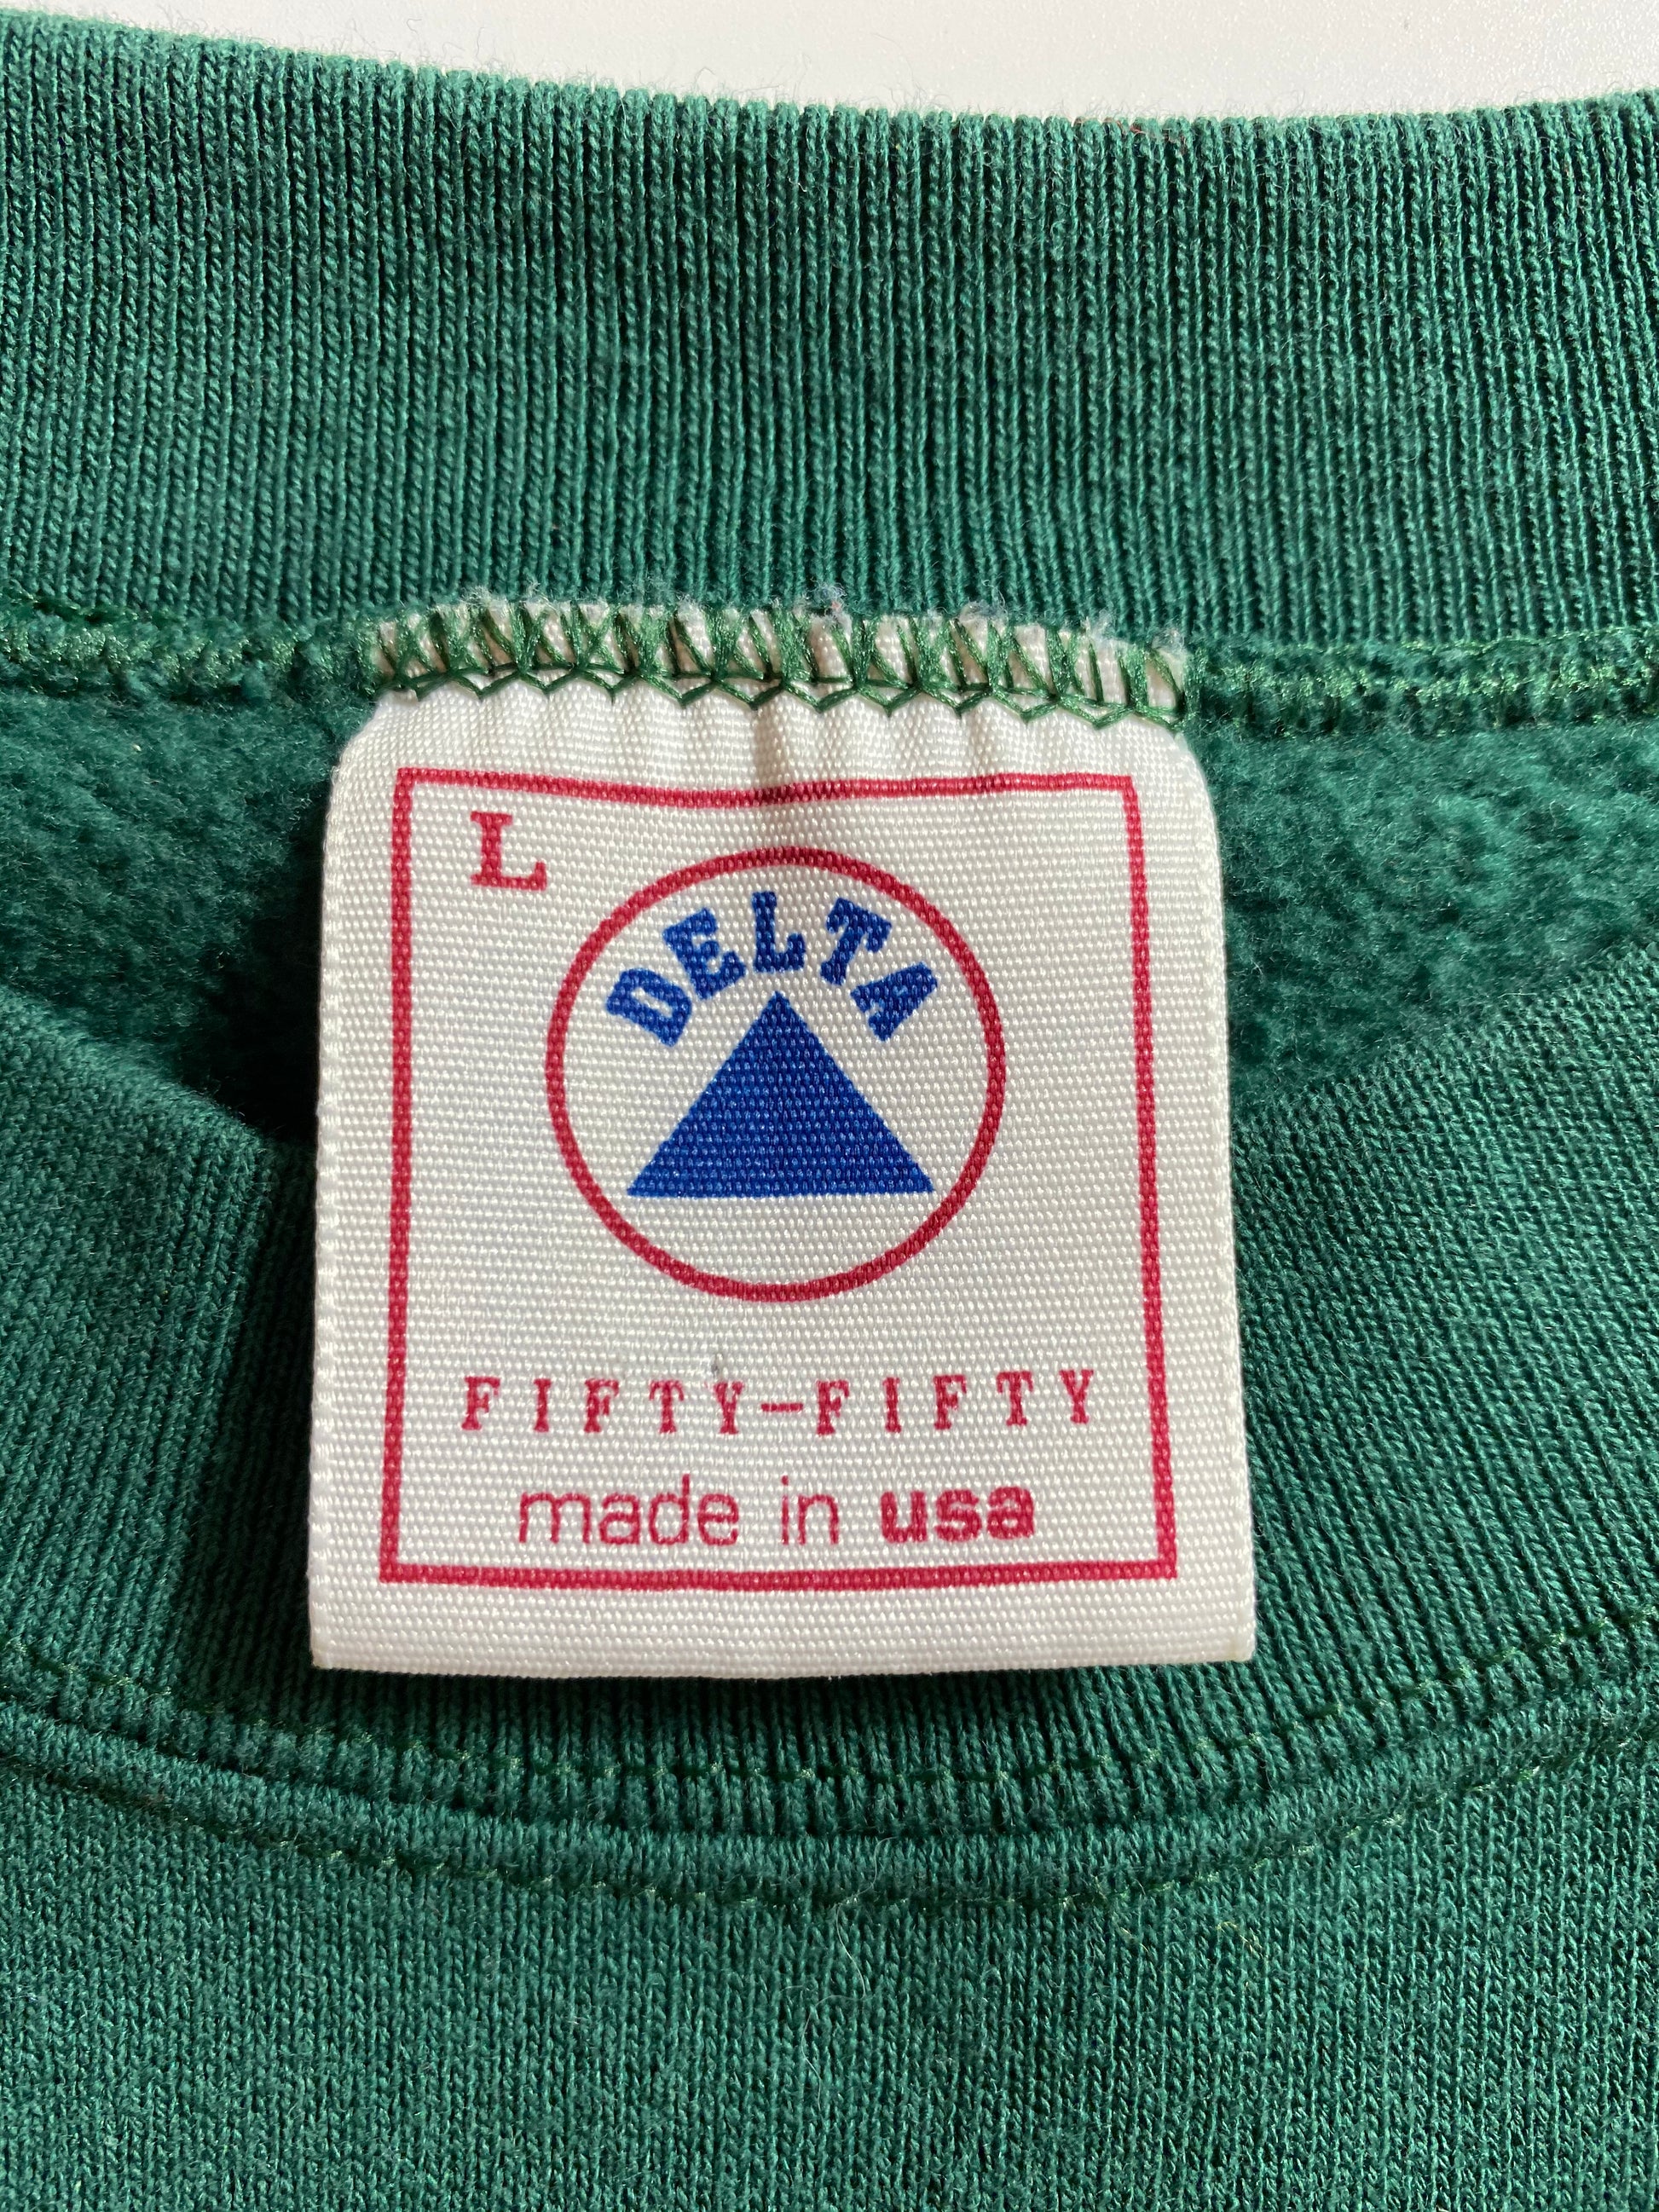 L
DELTA
FIFTY-FIFTY
made in usa